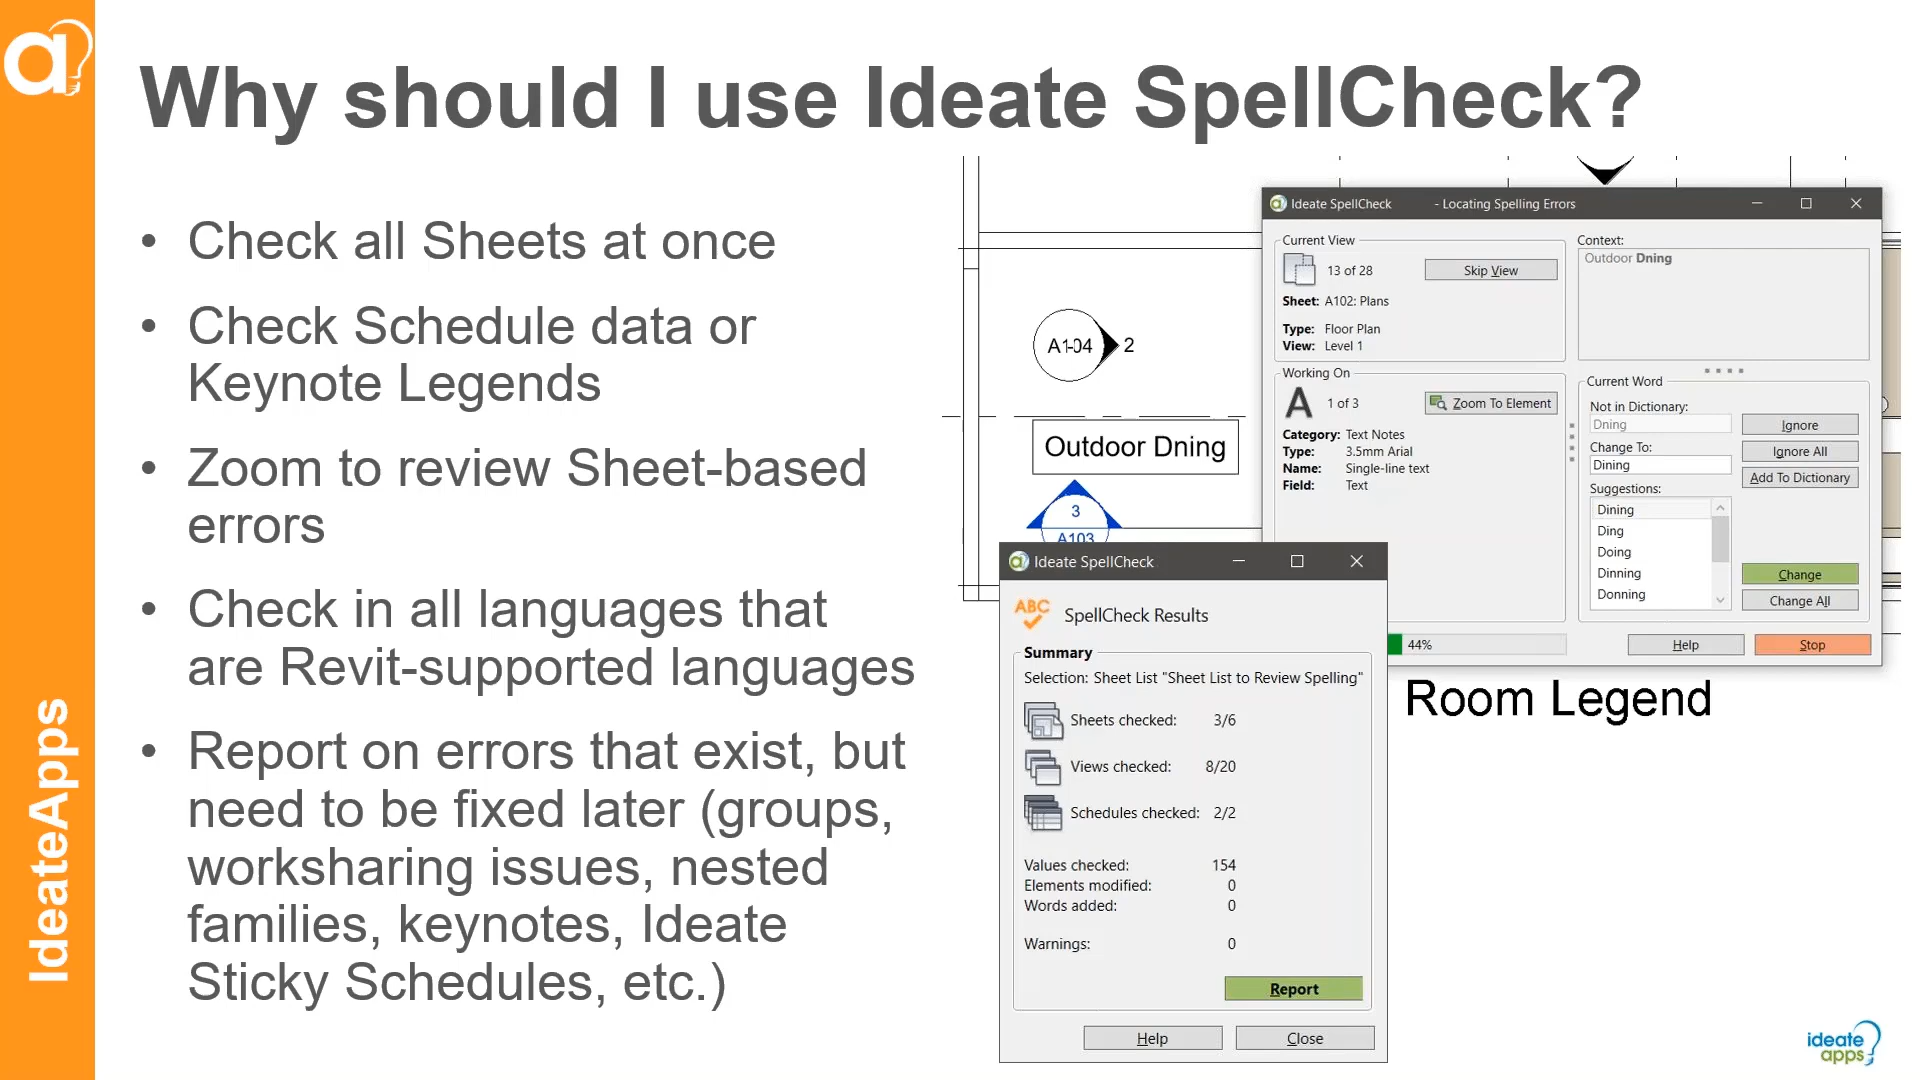 Why should I use Ideate SpellCheck?
• Check all Sheets at once
• Check Schedule data or
Keynote Legends
• Zoom to review Sheet-based
errors
• Check in all languages that
are Revit-supported languages
• Report on errors that exist, but
need to be fixed later (groups,
worksharing issues, nested
families, keynotes, Ideate
Sticky Schedules, etc.)
IdeateApps
A1-04
2
Outdoor Dning
3
A103
Ideate SpellCheck - Locating Spelling Errors
Current View
13 of 28
Skip View
Sheet: A102: Plans
Type: Floor Plan
View: Level 1
Working On
1 of 3
Zoom To Element
Category: Text Notes
Type: 3.5mm Arial
Name: Single-line text
Field: Text
Context:
Outdoor Dning
Current Word
Not in Dictionary:
Dning
Ignore
Change To:
Ignore All
Dining
Add To Dictionary
Suggestions:
Dining
Ding
Doing
Dinning
Donning
Change
Change All
44%
Help
Stop
Ideate SpellCheck
ABC
SpellCheck Results
Summary
Selection: Sheet List "Sheet List to Review Spelling"
Sheets checked: 3/6
Views checked: 8/20
Schedules checked: 2/2
Values checked: 154
Elements modified: 0
Words added: 0
Warnings: 0
Report
Help
Close
Room Legend
ideate
apps